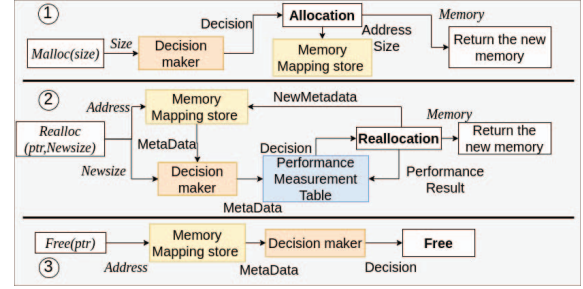 1
Malloc(size)
Size
Decision
maker
Decision
Allocation
Memory
Mapping store
Address
Size
Memory
Return the new
memory
2
Realloc
(ptr,Newsize)
Address
Newsize
Memory
Mapping store
MetaData
Decision
maker
MetaData
NewMetadata
Decision
Performance
Measurement
Table
Reallocation
Performance
Result
Memory
Return the
new memory
3
Free(ptr)
Address
Memory
Mapping store
MetaData
Decision maker
Decision
Free